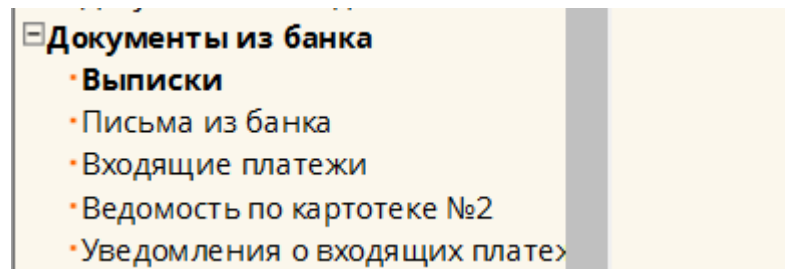 Документы из банка
Выписки
Письма из банка
Входящие платежи
Ведомость по картотеке №2
Уведомления о входящих